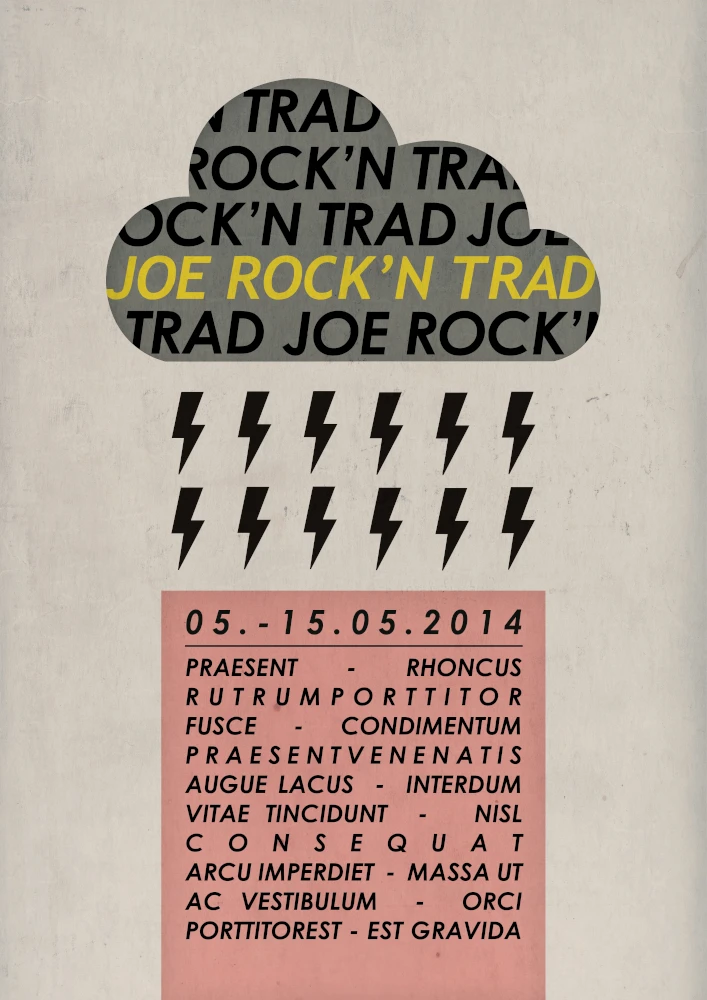 N TRAD
ROCK'N TRA
OCK'N TRAD JOE
JOE ROCK'N TRAD
TRAD JOE ROCK'N
05.-15.05.2014
PRAESENT - RHONCUS
RUTRUMPORTTITOR
FUSCE - CONDIMENTUM
PRAESENTVENENATIS
AUGUE LACUS - INTERDUM
VITAE TINCIDUNT - NISL
CONSEQUAT
ARCU IMPERDIET - MASSA UT
AC VESTIBULUM - ORCI
PORTTITOREST - EST GRAVIDA